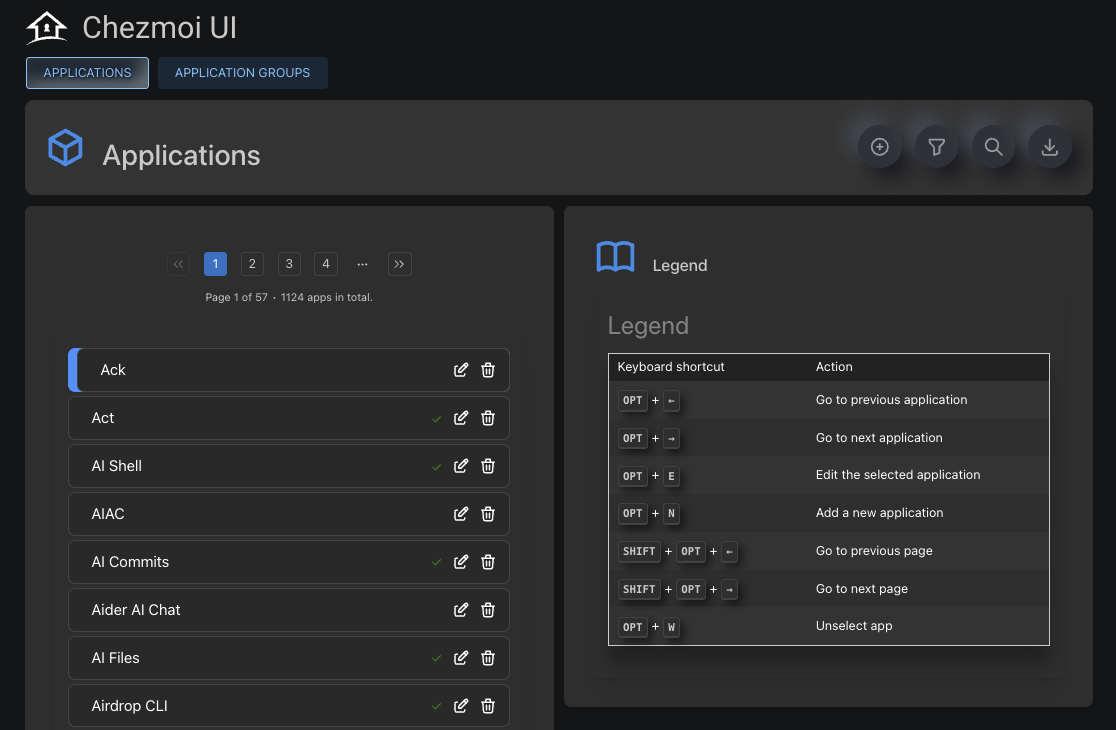 Chezmoi UI
APPLICATIONS APPLICATION GROUPS
Applications
« 1 2 3 4 ··· »
Page 1 of 57 · 1124 apps in total.
Ack
Act
AI Shell
AIAC
AI Commits
Aider AI Chat
AI Files
Airdrop CLI
Legend
Legend
Keyboard shortcut Action
OPT + ← Go to previous application
OPT + → Go to next application
OPT + E Edit the selected application
OPT + N Add a new application
SHIFT + OPT + ← Go to previous page
SHIFT + OPT + → Go to next page
OPT + W Unselect app